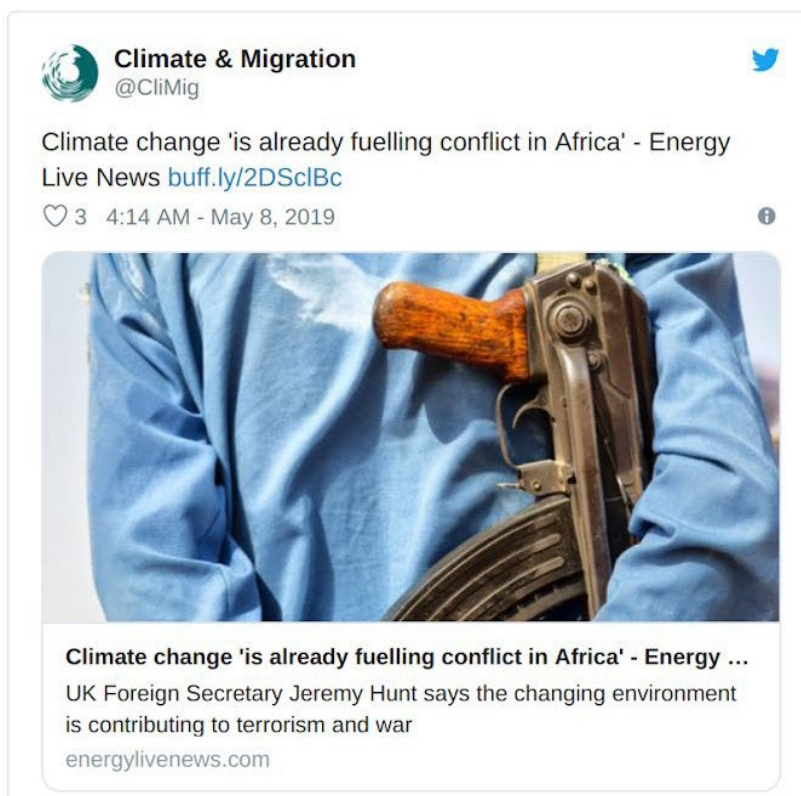 Climate & Migration
@CliMig
Climate change 'is already fuelling conflict in Africa' - Energy
Live News buff.ly/2DSclBc
3 4:14 AM - May 8, 2019
Climate change 'is already fuelling conflict in Africa' - Energy ...
UK Foreign Secretary Jeremy Hunt says the changing environment
is contributing to terrorism and war
energylivenews.com